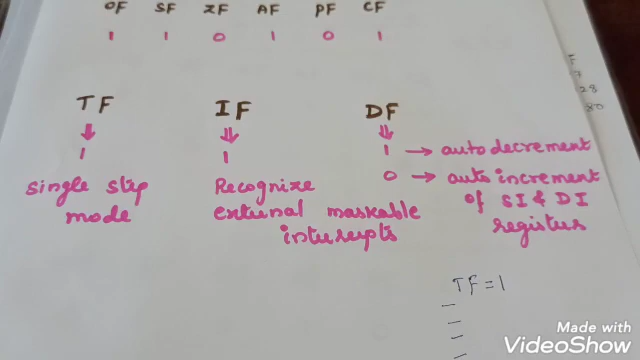 OF SF ZF AF PF CF
1 1 0 1 0 1
TF IF DF
1 1 1 → auto decrement
0 → auto increment
of SI & DI
registers
single step
mode
Recognize
external maskable
interrupts
TF=1
28
80
Made with
VideoShow